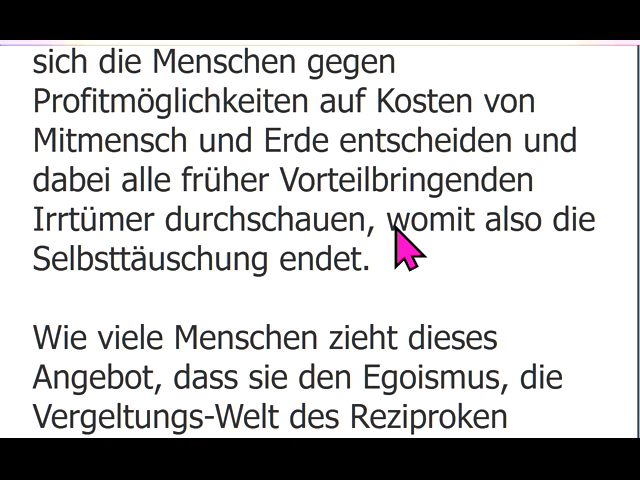 sich die Menschen gegen
Profitmöglichkeiten auf Kosten von
Mitmensch und Erde entscheiden und
dabei alle früher Vorteilbringenden
Irrtümer durchschauen, womit also die
Selbsttäuschung endet.
Wie viele Menschen zieht dieses
Angebot, dass sie den Egoismus, die
Vergeltungs-Welt des Reziproken